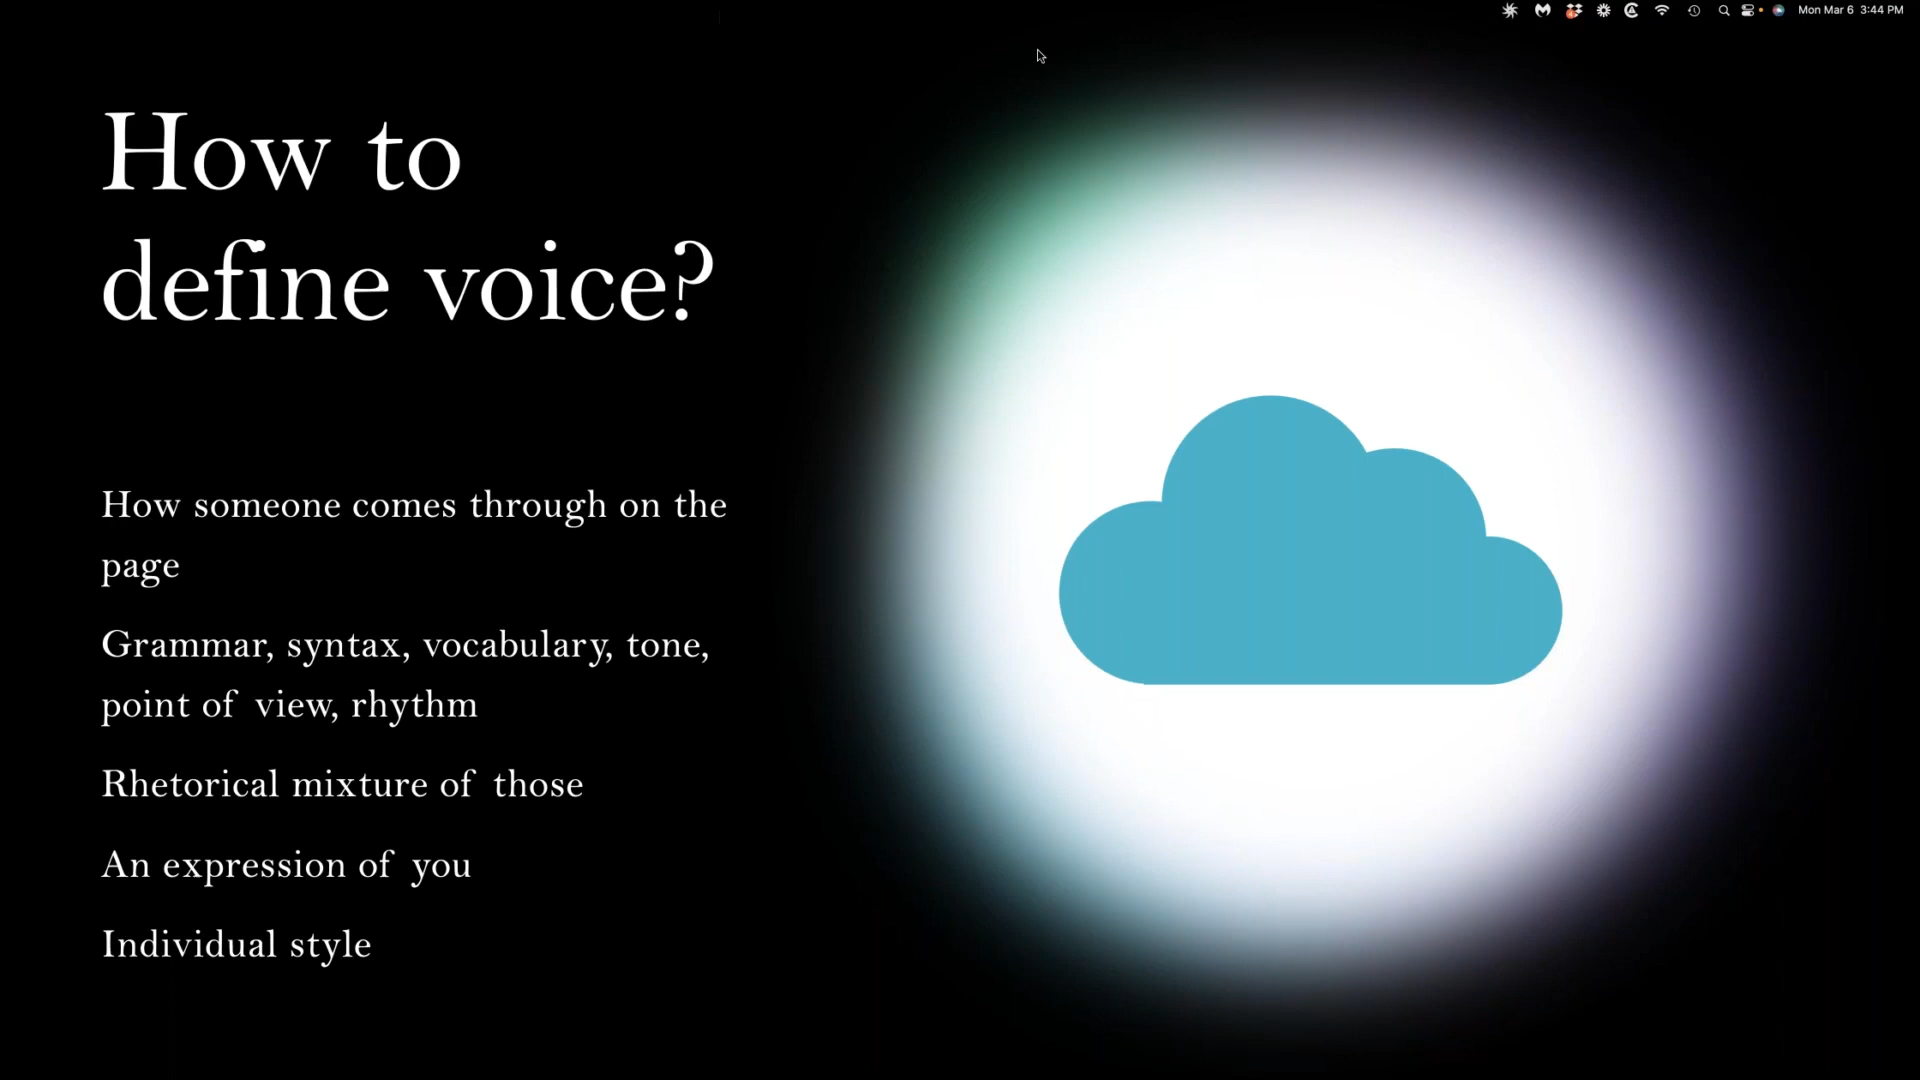 Mon Mar 6 3:44 PM
How to
define voice?
How someone comes through on the
page
Grammar, syntax, vocabulary, tone,
point of view, rhythm
Rhetorical mixture of those
An expression of you
Individual style